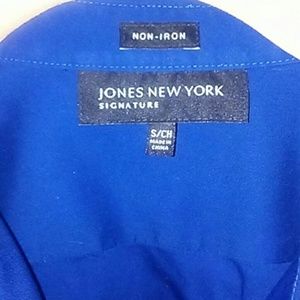 NON-IRON
JONES NEW YORK
SIGNATURE
S/CH
MADE IN
CHINA